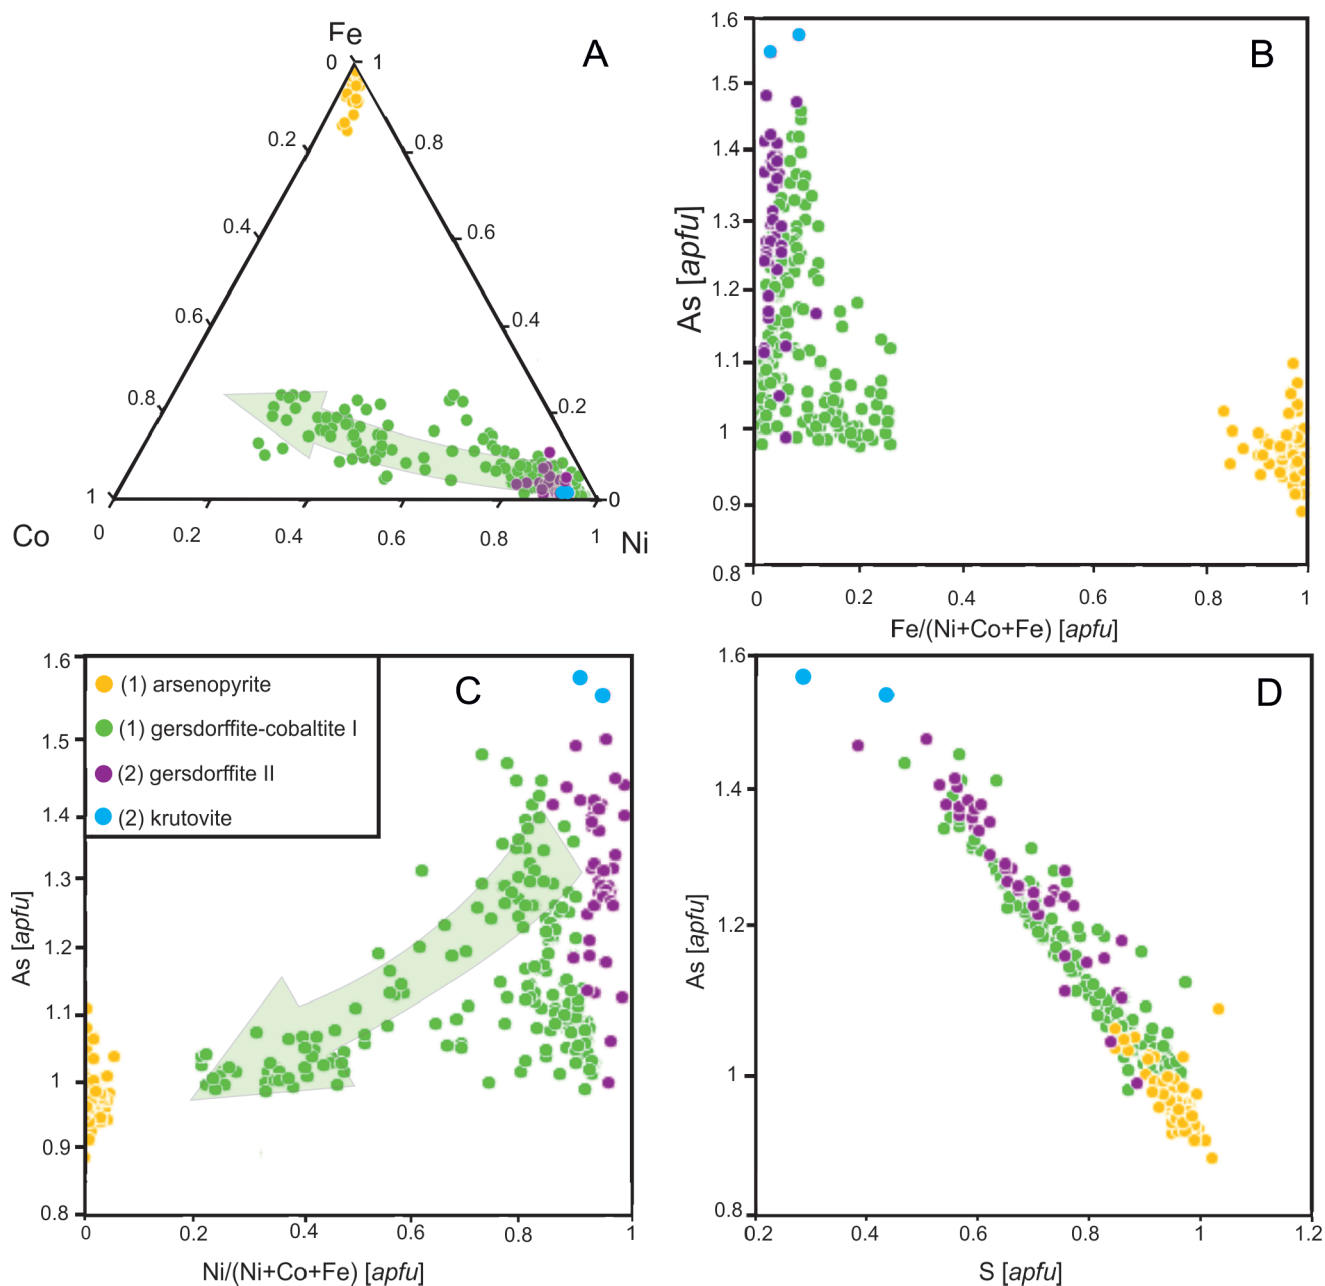 Fe
A
0 1
0.2 0.8
0.4 0.6
0.6 0.4
0.8 0.2
1 0
Co 0 0.2 0.4 0.6 0.8 1 Ni
B
1.6
1.5
1.4
1.3
1.2
1.1
1
0.9
0.8
As [apfu]
0 0.2 0.4 0.6 0.8 1
Fe/(Ni+Co+Fe) [apfu]
C
(1) arsenopyrite
(1) gersdorffite-cobaltite I
(2) gersdorffite II
(2) krutovite
1.6
1.5
1.4
1.3
1.2
1.1
1
0.9
0.8
As [apfu]
0 0.2 0.4 0.6 0.8 1
Ni/(Ni+Co+Fe) [apfu]
D
1.6
1.4
1.2
1
0.8
As [apfu]
0.2 0.4 0.6 0.8 1 1.2
S [apfu]